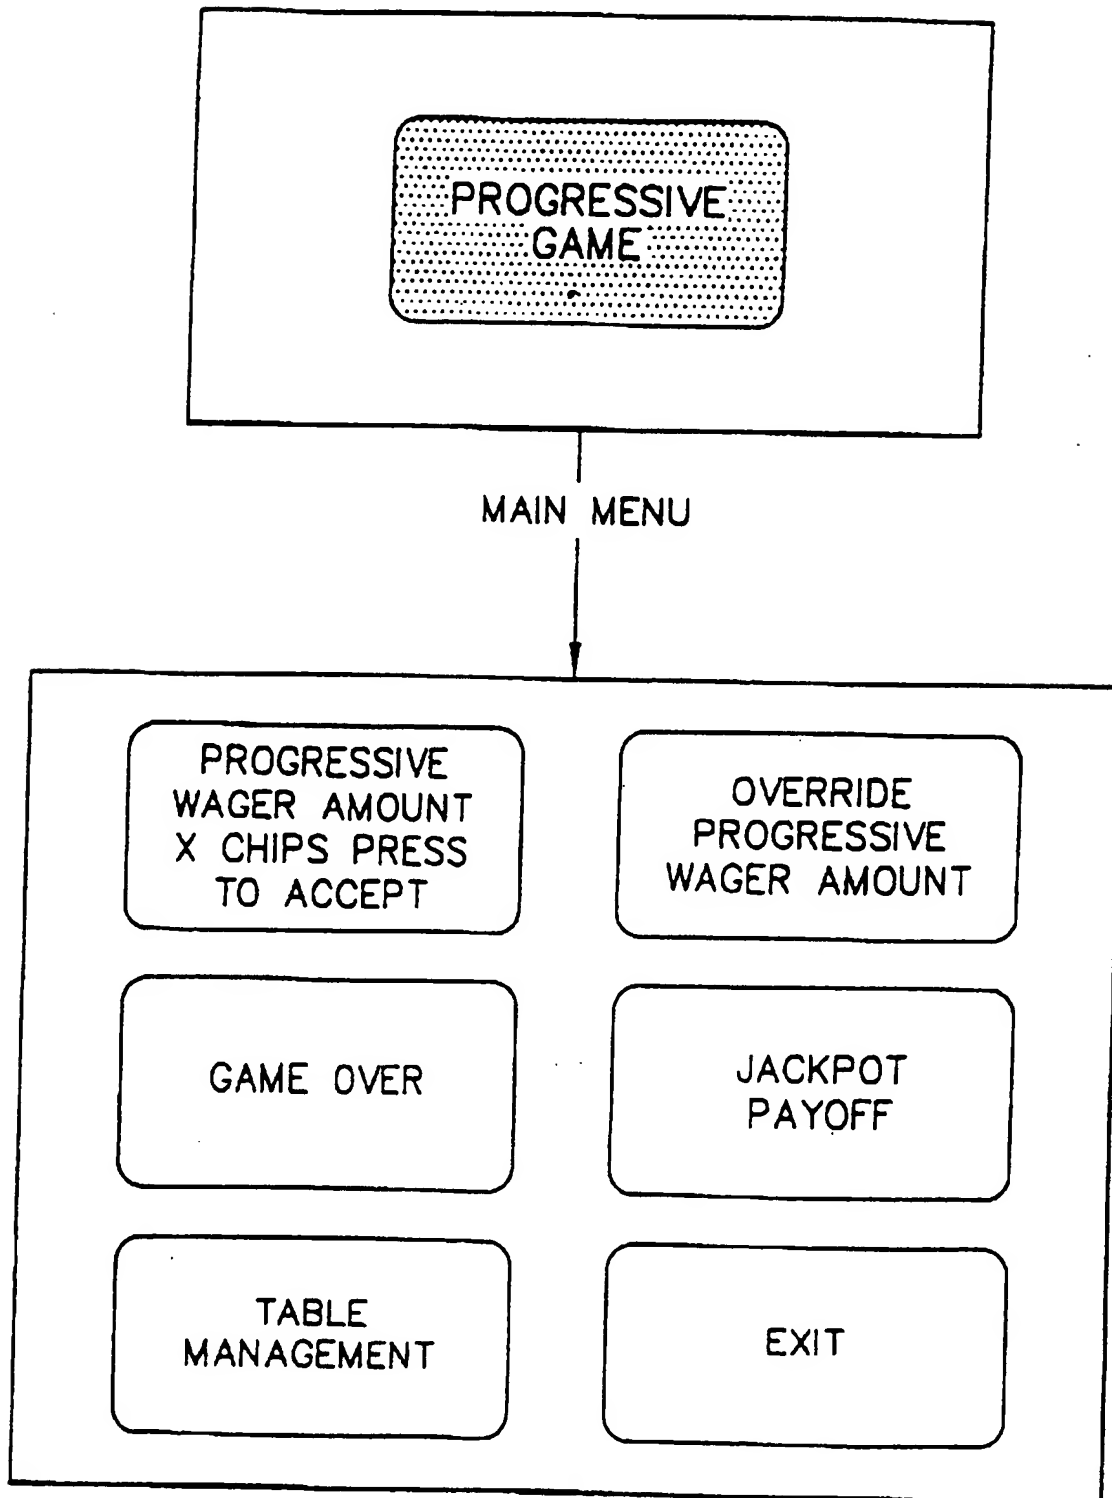 PROGRESSIVE
GAME
MAIN MENU
PROGRESSIVE
WAGER AMOUNT
X CHIPS PRESS
TO ACCEPT
OVERRIDE
PROGRESSIVE
WAGER AMOUNT
GAME OVER
JACKPOT
PAYOFF
TABLE
MANAGEMENT
EXIT